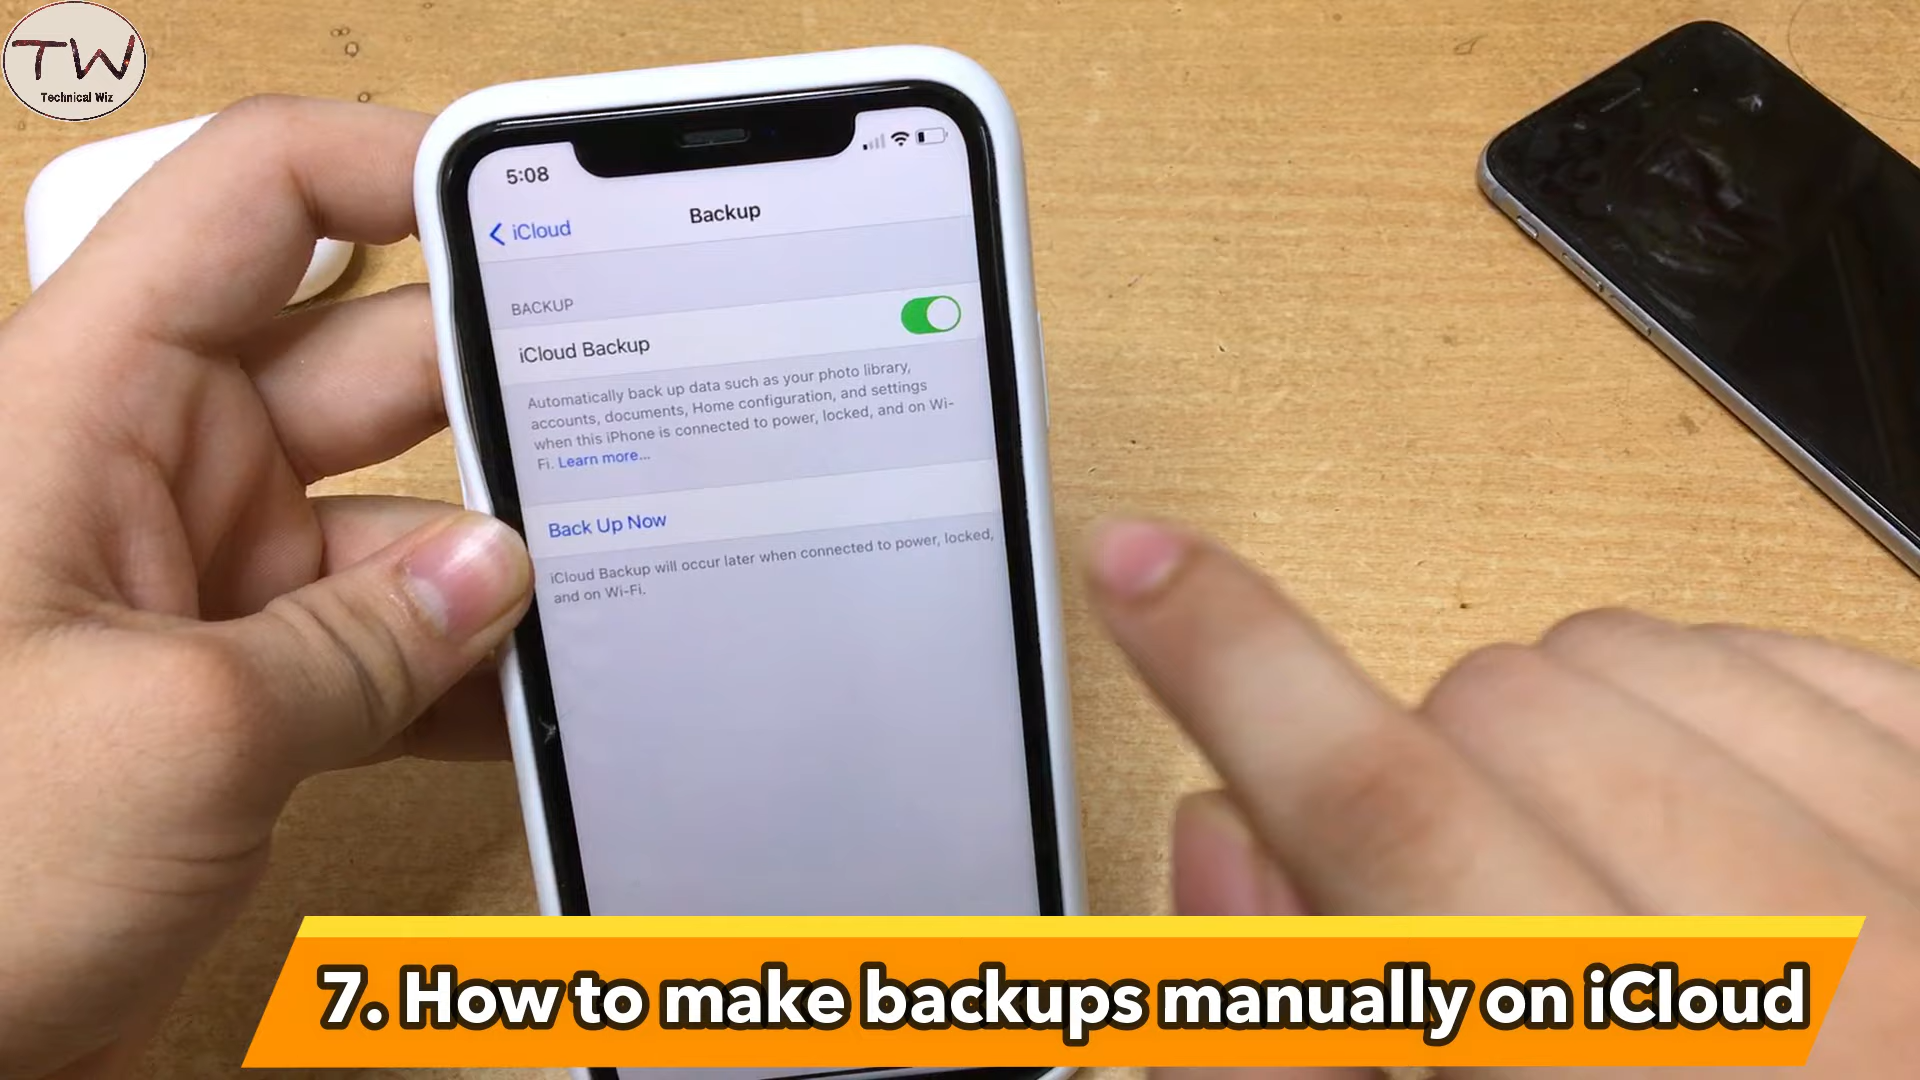 TW
Technical Wiz
5:08
iCloud
Backup
BACKUP
iCloud Backup
Automatically back up data such as your photo library,
accounts, documents, Home configuration, and settings
when this iPhone is connected to power, locked, and on Wi-
Fi. Learn more...
Back Up Now
iCloud Backup will occur later when connected to power, locked,
and on Wi-Fi.
7. How to make backups manually on iCloud